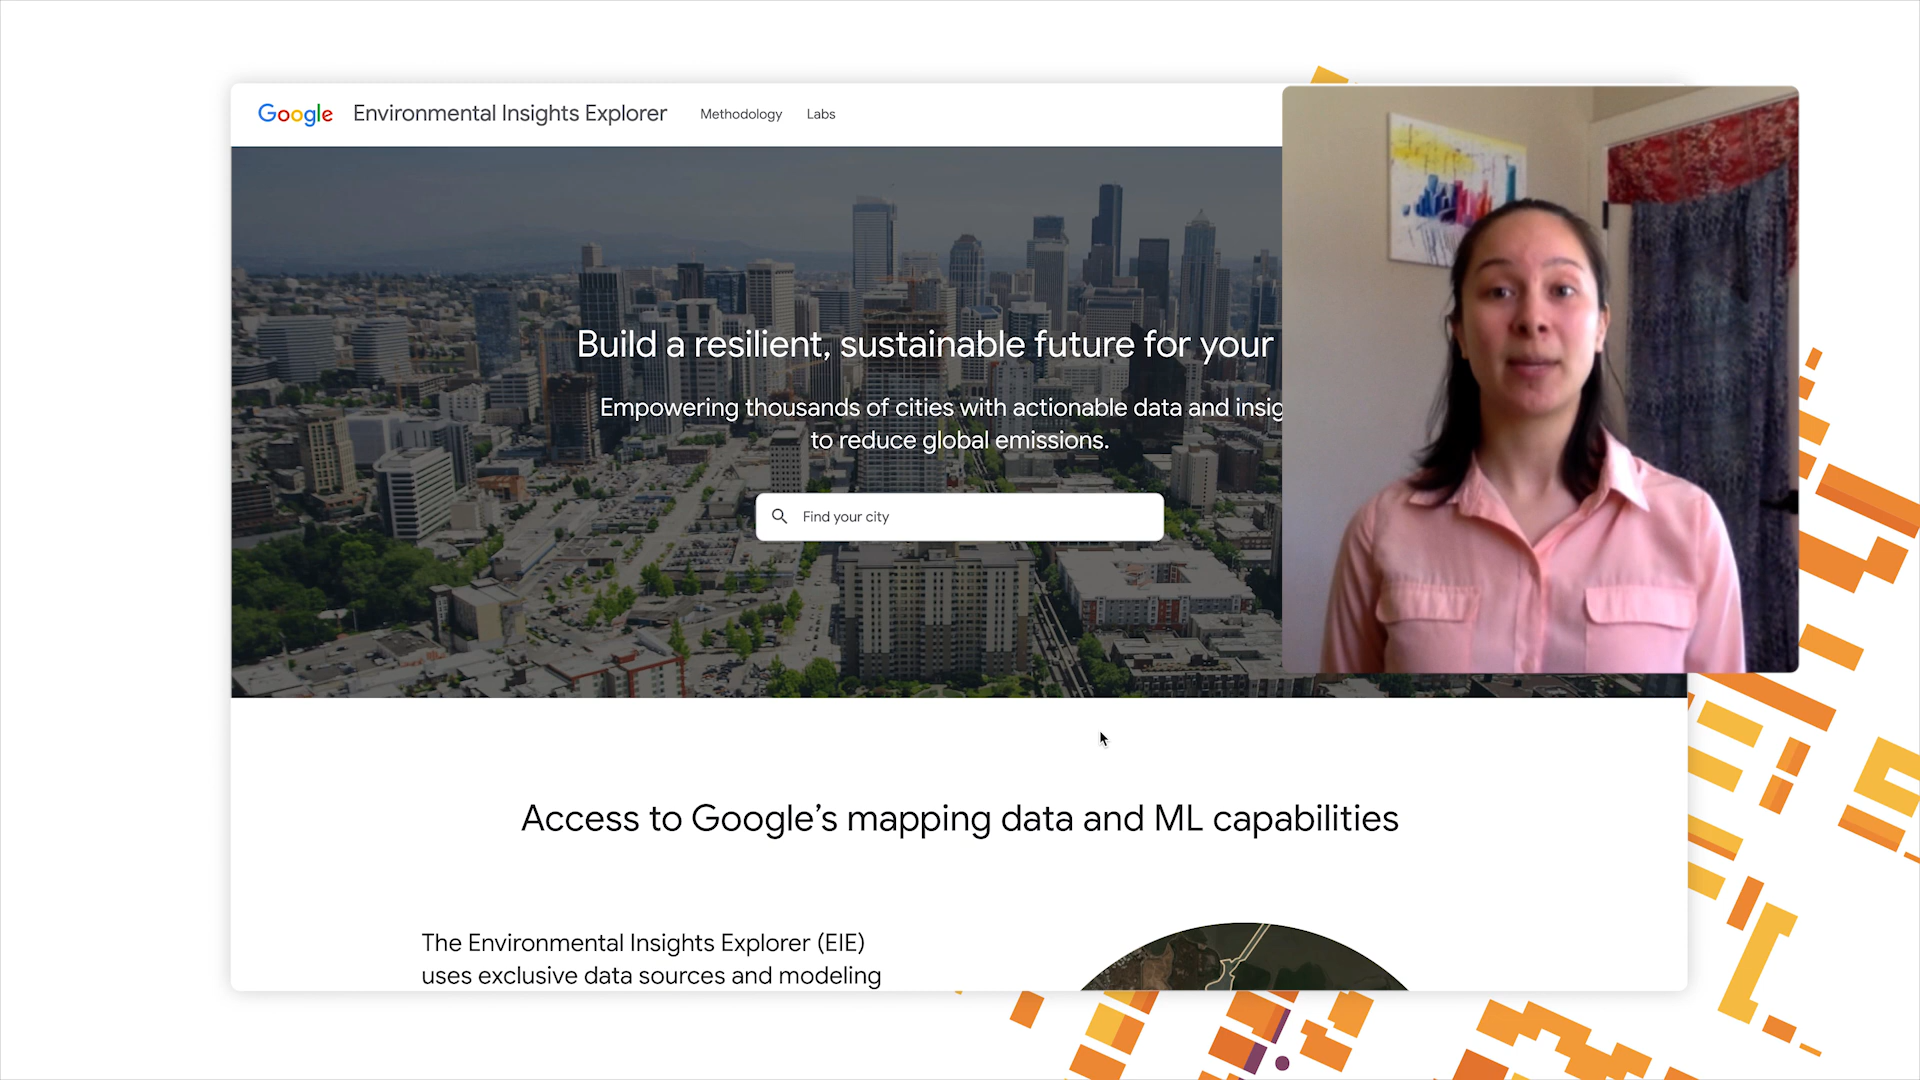 Google Environmental Insights Explorer Methodology Labs
Build a resilient, sustainable future for your
Empowering thousands of cities with actionable data and insig
to reduce global emissions.
Find your city
Access to Google’s mapping data and ML capabilities
The Environmental Insights Explorer (EIE)
uses exclusive data sources and modeling